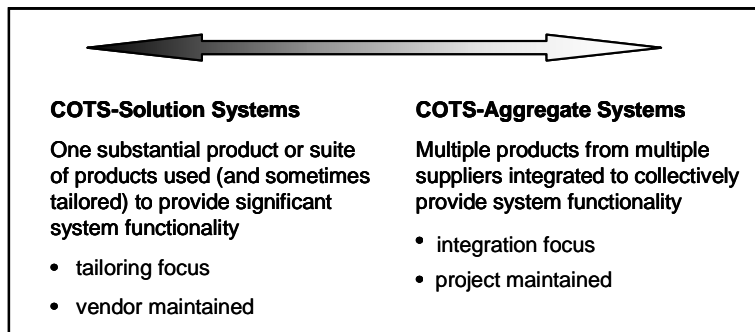 COTS-Solution Systems
One substantial product or suite
of products used (and sometimes
tailored) to provide significant
system functionality
• tailoring focus
• vendor maintained
COTS-Aggregate Systems
Multiple products from multiple
suppliers integrated to collectively
provide system functionality
• integration focus
• project maintained